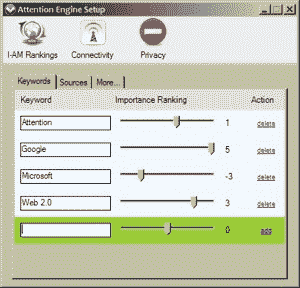 Attention Engine Setup
I-AM Rankings Connectivity Privacy
Keywords Sources More...
Keyword Importance Ranking Action
Attention 1 delete
Google 5 delete
Microsoft -3 delete
Web 2.0 3 delete
0 add